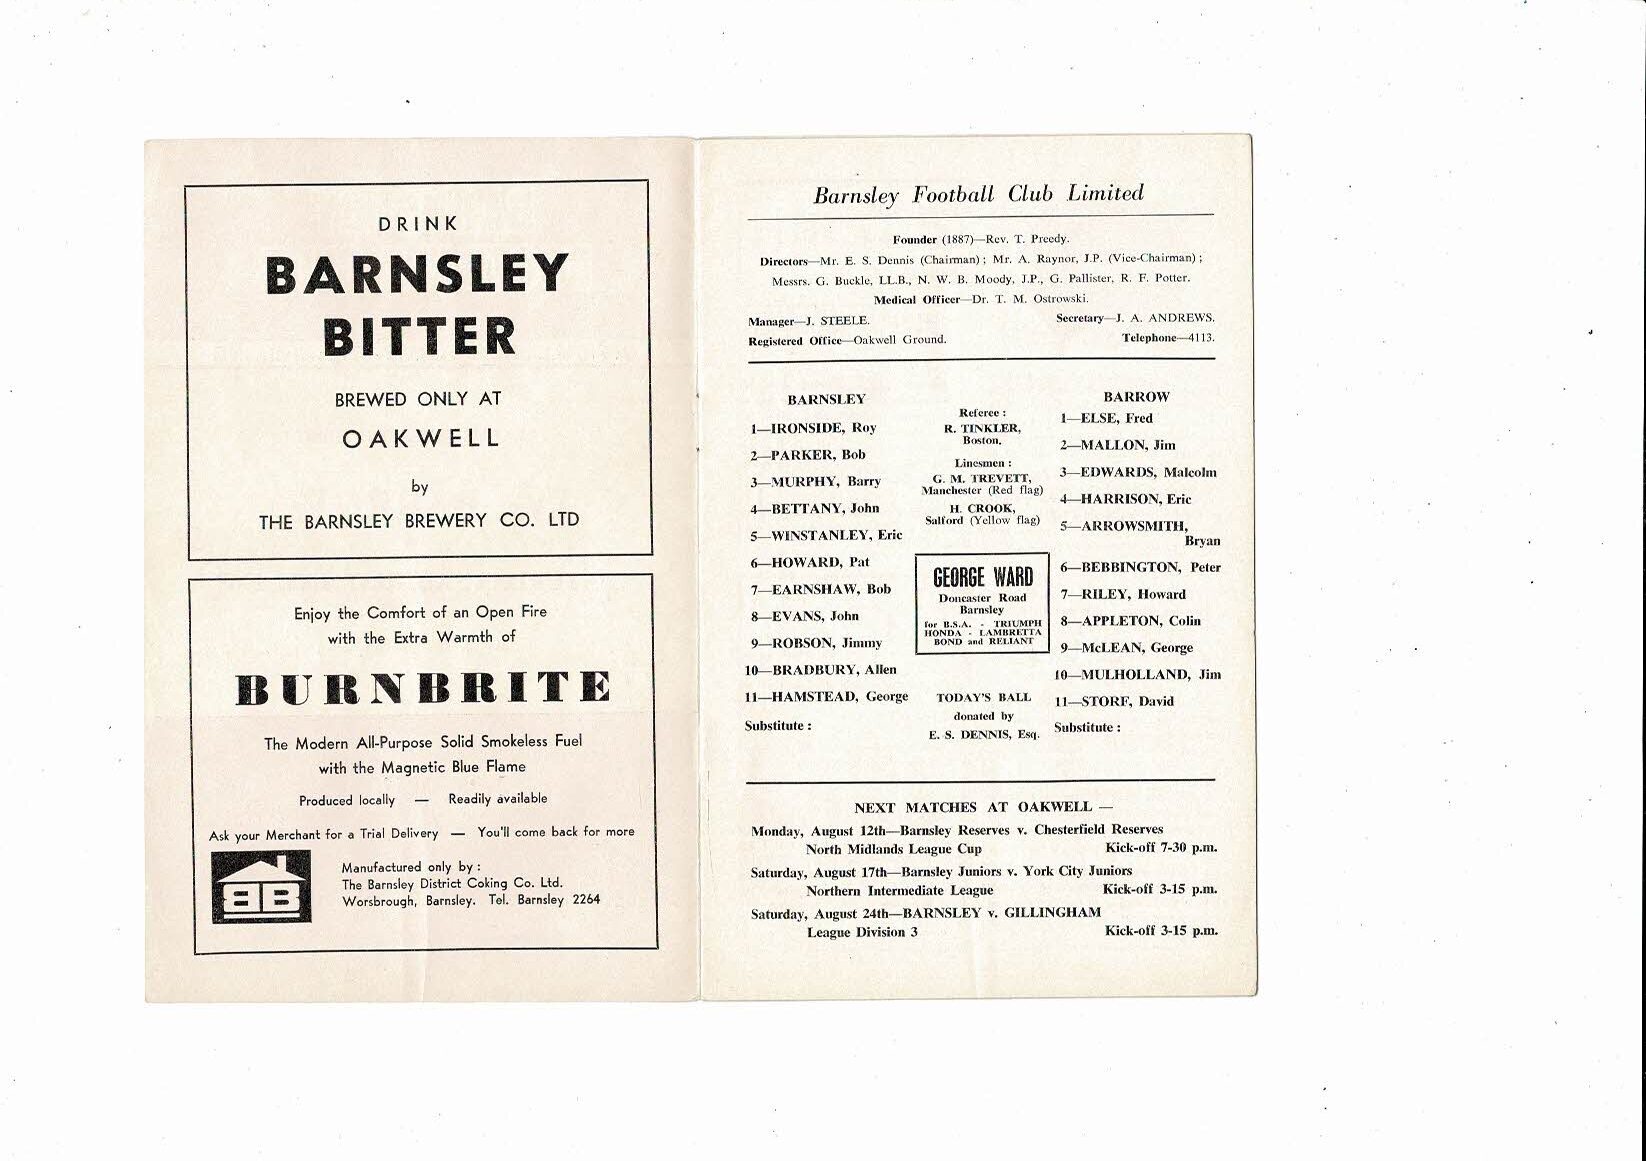 DRINK
BARNSLEY
BITTER
BREWED ONLY AT
OAKWELL
by
THE BARNSLEY BREWERY CO. LTD
Enjoy the Comfort of an Open Fire
with the Extra Warmth of
BURNBRITE
The Modern All-Purpose Solid Smokeless Fuel
with the Magnetic Blue Flame
Produced locally — Readily available
Ask your Merchant for a Trial Delivery — You'll come back for more
BB
Manufactured only by :
The Barnsley District Coking Co. Ltd.
Worsbrough, Barnsley. Tel. Barnsley 2264
Barnsley Football Club Limited
Founder (1887)—Rev. T. Preedy.
Directors—Mr. E. S. Dennis (Chairman) ; Mr. A. Raynor, J.P. (Vice-Chairman) ;
Messrs. G. Buckle, LL.B., N. W. B. Moody, J.P., G. Pallister, R. F. Potter.
Medical Officer—Dr. T. M. Ostrowski.
Manager—J. STEELE. Secretary—J. A. ANDREWS.
Registered Office—Oakwell Ground. Telephone—4113.
BARNSLEY
1—IRONSIDE, Roy
2—PARKER, Bob
3—MURPHY, Barry
4—BETTANY, John
5—WINSTANLEY, Eric
6—HOWARD, Pat
7—EARNSHAW, Bob
8—EVANS, John
9—ROBSON, Jimmy
10—BRADBURY, Allen
11—HAMSTEAD, George
Substitute :
Referee :
R. TINKLER,
Boston.
Linesmen :
G. M. TREVETT,
Manchester (Red flag)
H. CROOK,
Salford (Yellow flag)
GEORGE WARD
Doncaster Road
Barnsley
for B.S.A. - TRIUMPH
HONDA - LAMBRETTA
BOND and RELIANT
TODAY'S BALL
donated by
E. S. DENNIS, Esq.
BARROW
1—ELSE, Fred
2—MALLON, Jim
3—EDWARDS, Malcolm
4—HARRISON, Eric
5—ARROWSMITH,
Bryan
6—BEBBINGTON, Peter
7—RILEY, Howard
8—APPLETON, Colin
9—McLEAN, George
10—MULHOLLAND, Jim
11—STORF, David
Substitute :
NEXT MATCHES AT OAKWELL —
Monday, August 12th—Barnsley Reserves v. Chesterfield Reserves
North Midlands League Cup Kick-off 7-30 p.m.
Saturday, August 17th—Barnsley Juniors v. York City Juniors
Northern Intermediate League Kick-off 3-15 p.m.
Saturday, August 24th—BARNSLEY v. GILLINGHAM
League Division 3 Kick-off 3-15 p.m.